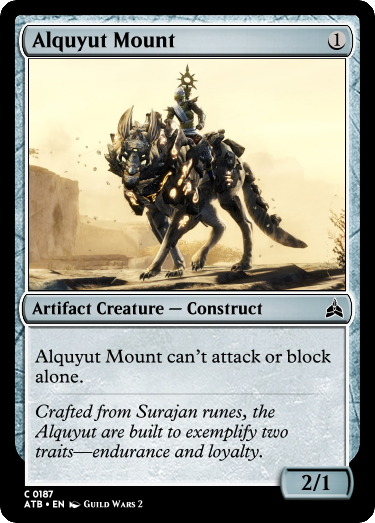 Alquyut Mount
1
Artifact Creature — Construct
Alquyut Mount can't attack or block
alone.
Crafted from Surajan runes, the
Alquyut are built to exemplify two
traits—endurance and loyalty.
2/1
C 0187
ATB • EN Guild Wars 2